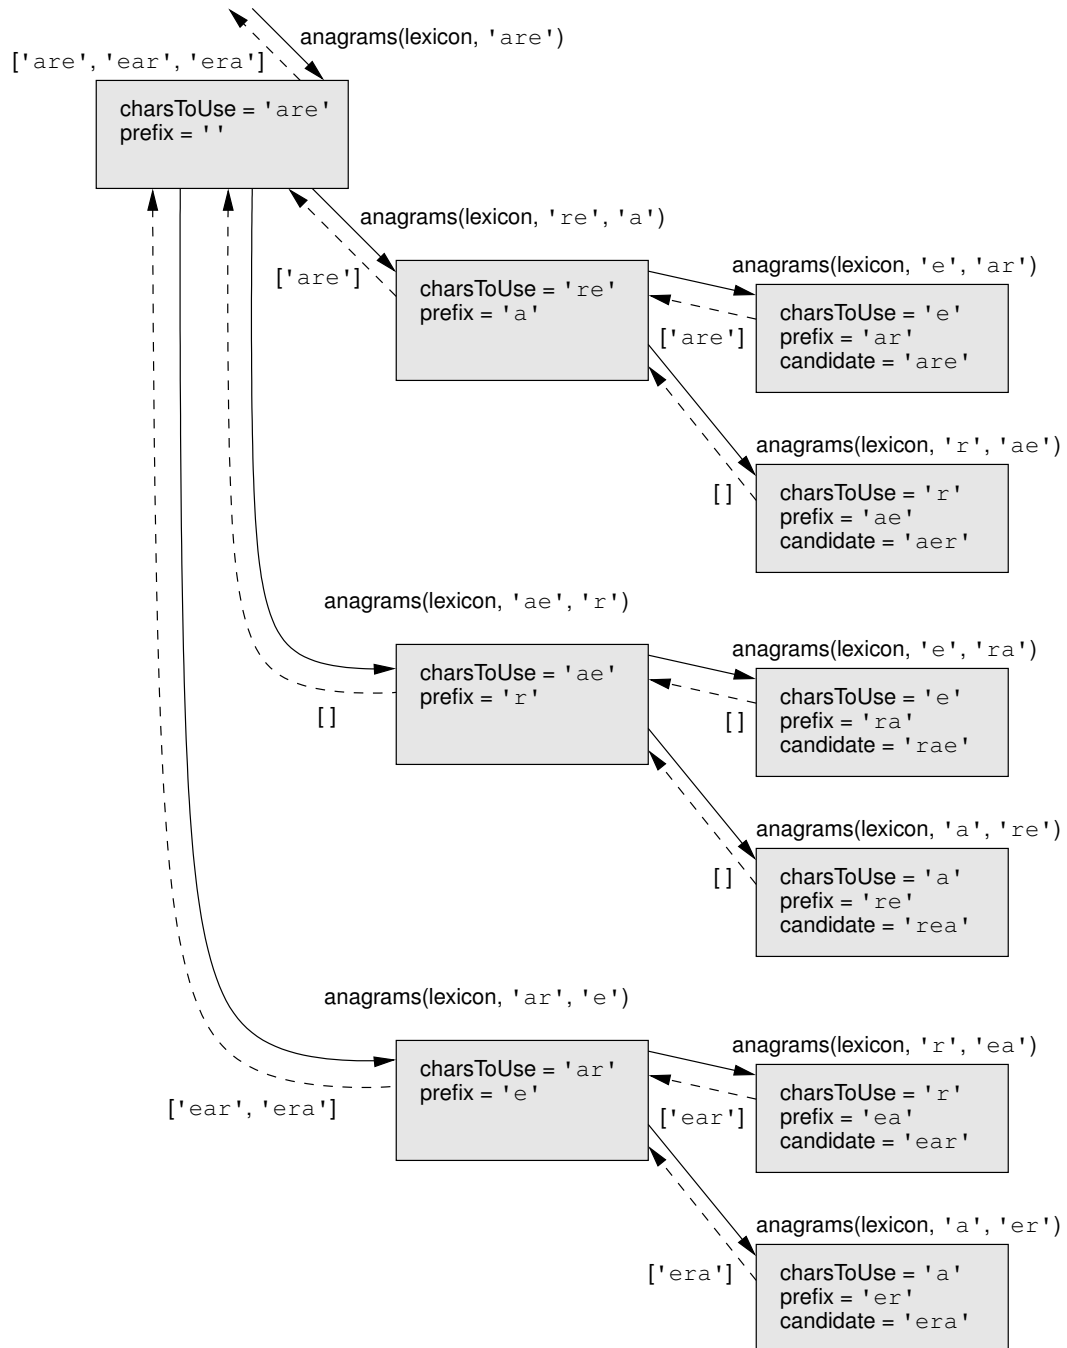 anagrams(lexicon, 'are')
['are', 'ear', 'era']
charsToUse = 'are'
prefix = ''
anagrams(lexicon, 're', 'a')
['are']
charsToUse = 're'
prefix = 'a'
anagrams(lexicon, 'e', 'ar')
['are']
charsToUse = 'e'
prefix = 'ar'
candidate = 'are'
anagrams(lexicon, 'r', 'ae')
[]
charsToUse = 'r'
prefix = 'ae'
candidate = 'aer'
anagrams(lexicon, 'ae', 'r')
[]
charsToUse = 'ae'
prefix = 'r'
anagrams(lexicon, 'e', 'ra')
[]
charsToUse = 'e'
prefix = 'ra'
candidate = 'rae'
anagrams(lexicon, 'a', 're')
[]
charsToUse = 'a'
prefix = 're'
candidate = 'rea'
anagrams(lexicon, 'ar', 'e')
['ear', 'era']
charsToUse = 'ar'
prefix = 'e'
anagrams(lexicon, 'r', 'ea')
['ear']
charsToUse = 'r'
prefix = 'ea'
candidate = 'ear'
anagrams(lexicon, 'a', 'er')
['era']
charsToUse = 'a'
prefix = 'er'
candidate = 'era'